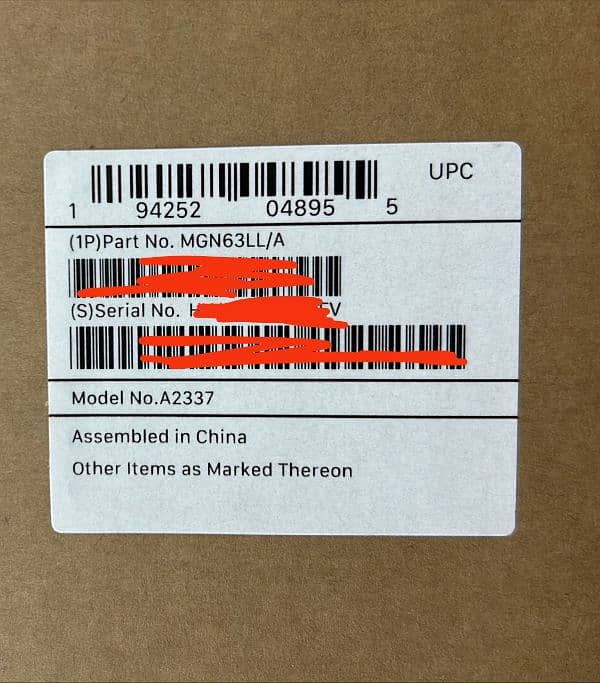 UPC
1 94252 04895 5
(1P)Part No. MGN63LL/A
(S)Serial No.
Model No.A2337
Assembled in China
Other Items as Marked Thereon